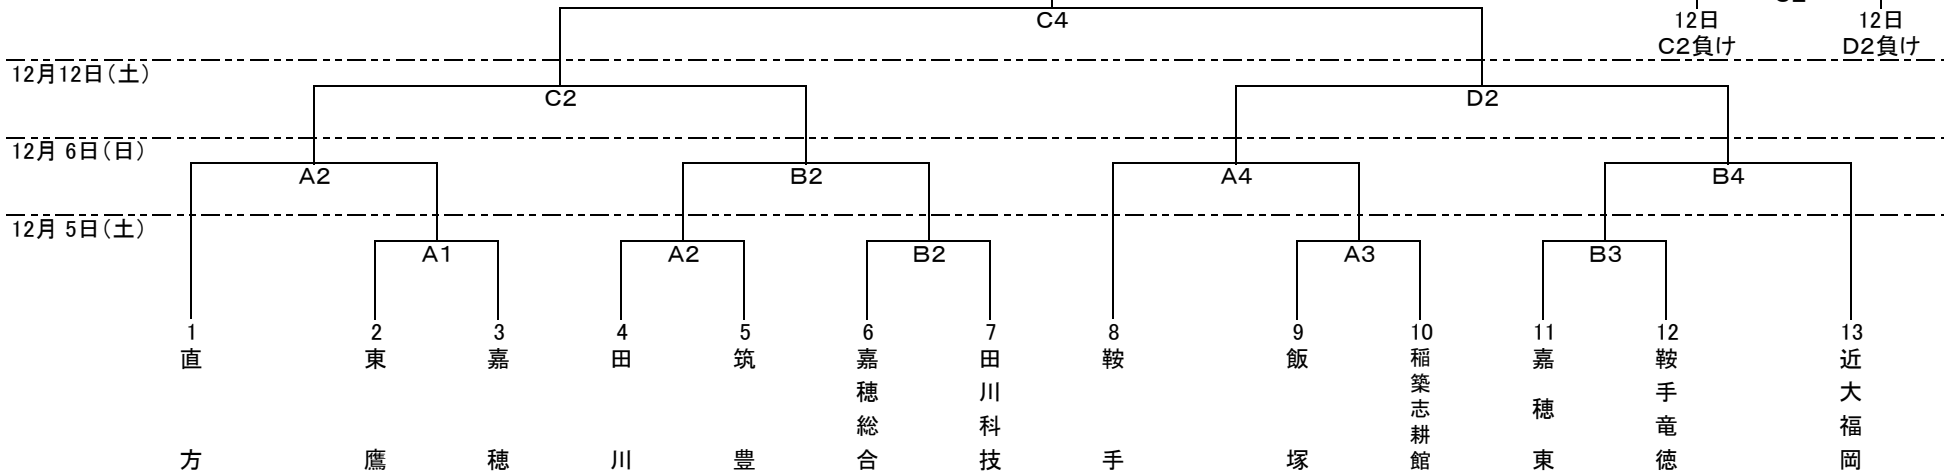 C4
12日
C2負け
12日
D2負け
12月12日(土)
C2
D2
12月 6日(日)
A2
B2
A4
B4
12月 5日(土)
A1
A2
B2
A3
B3
1
直方
2
東鷹
3
嘉穂
4
田川
5
筑豊
6
嘉穂総合
7
田川科技
8
鞍手
9
飯塚
10
稲築志耕館
11
嘉穂東
12
鞍手竜徳
13
近大福岡